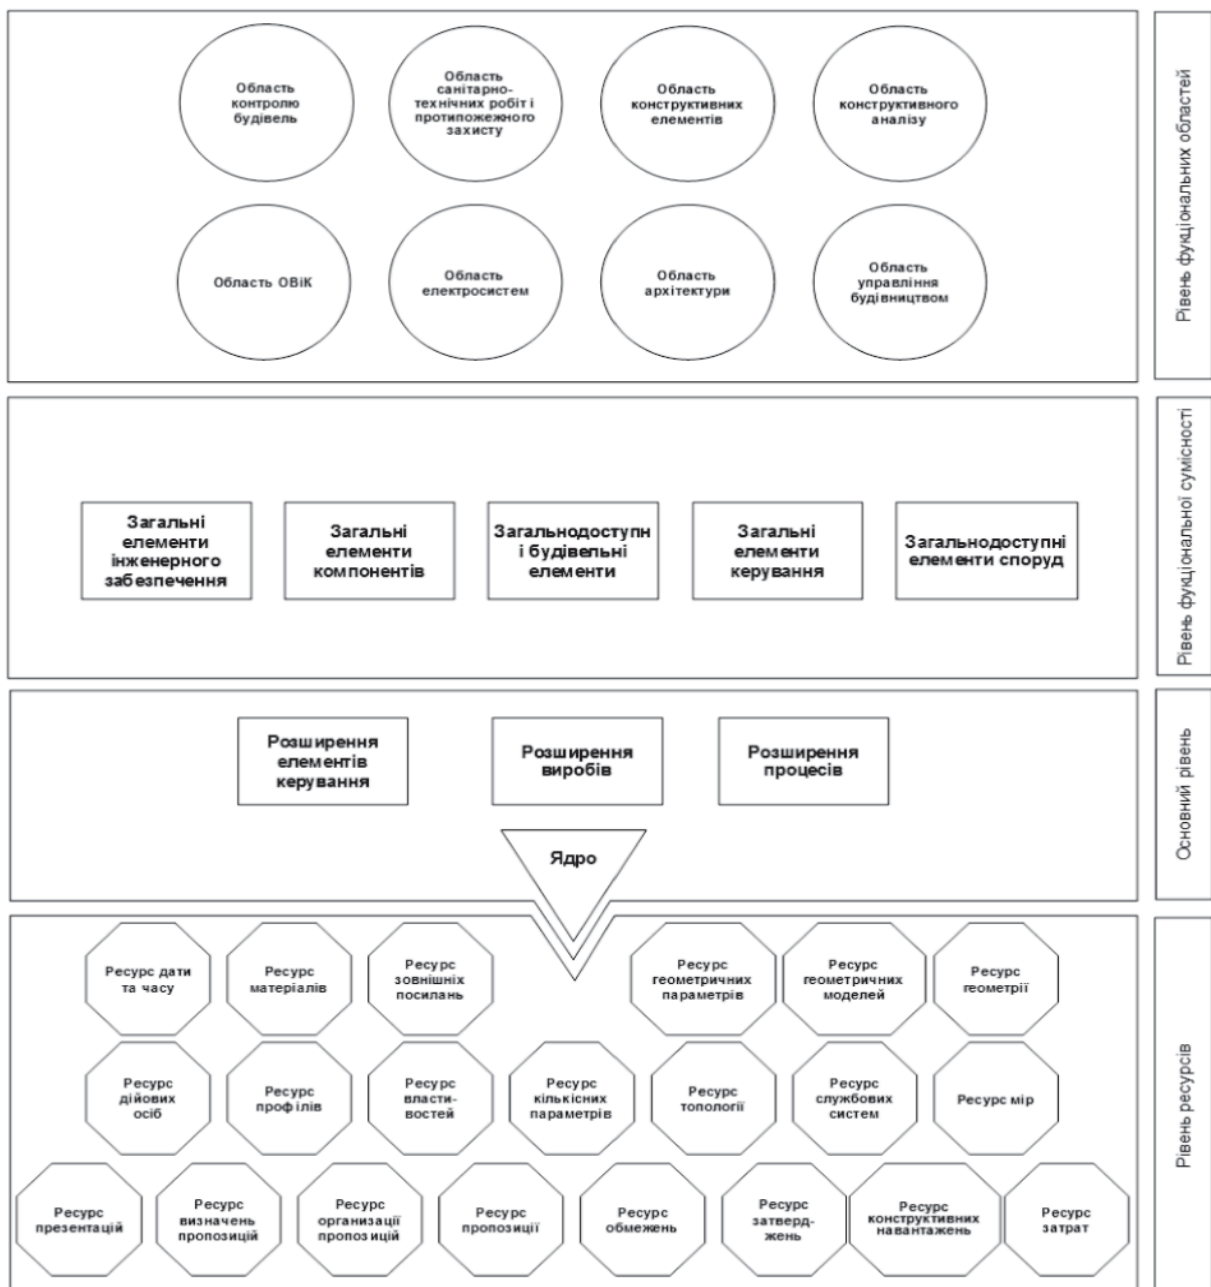 Область
контролю
будівель
Область
санітарно-
технічних робіт і
протипожежного
захисту
Область
конструктивних
елементів
Область
конструктивного
аналізу
Область ОВіК
Область
електросистем
Область
архітектури
Область
управління
будівництвом
Рівень фукціональних областей
Загальні
елементи
інженерного
забезпечення
Загальні
елементи
компонентів
Загальнодоступн
і будівельні
елементи
Загальні
елементи
керування
Загальнодоступні
елементи споруд
Рівень фукціональної сумісності
Розширення
елементів
керування
Розширення
виробів
Розширення
процесів
Ядро
Основний рівень
Ресурс дати
та часу
Ресурс
матеріалів
Ресурс
зовнішніх
посилань
Ресурс
геометричних
параметрів
Ресурс
геометричних
моделей
Ресурс
геометрії
Ресурс
дійових
осіб
Ресурс
профілів
Ресурс
власти-
востей
Ресурс
кількісних
параметрів
Ресурс
топології
Ресурс
службових
систем
Ресурс мір
Ресурс
презентацій
Ресурс
визначень
пропозицій
Ресурс
организації
пропозицій
Ресурс
пропозиції
Ресурс
обмежень
Ресурс
затверд-
жень
Ресурс
конструктивних
навантажень
Ресурс
затрат
Рівень ресурсів